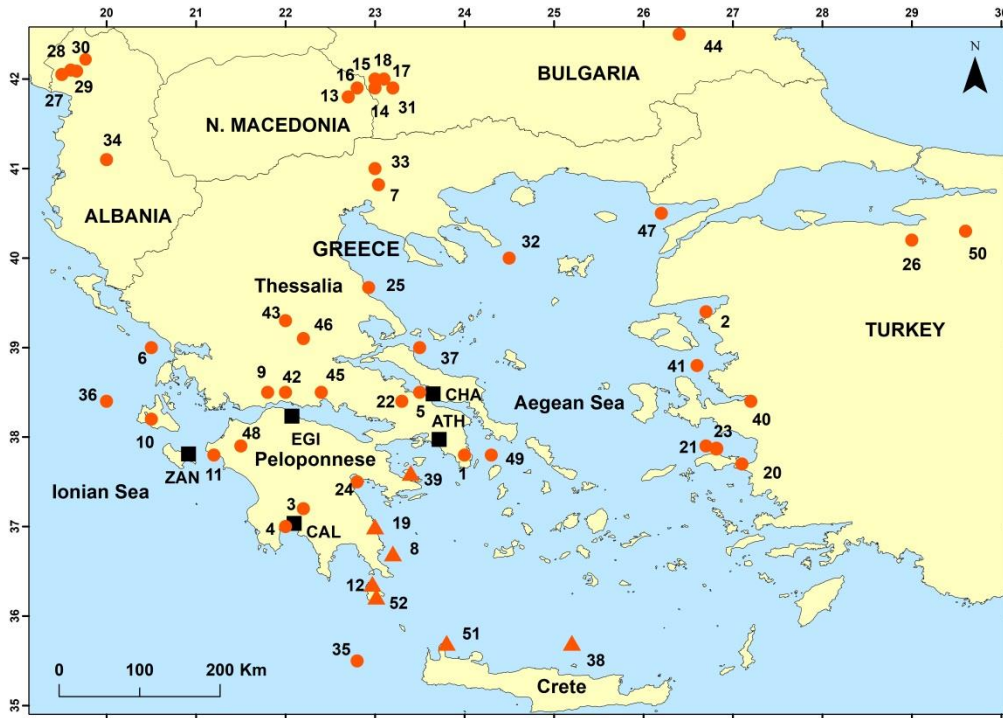 20 21 22 23 24 25 26 27 28 29 30
28 30
44
15 18
N
42
16 17
BULGARIA
27 29
13
14 31
N. MACEDONIA
34
33
41
7
ALBANIA
47
GREECE
32
26 50
40
Thessalia
25
43
46
2
TURKEY
39
6
37
9 42 45
41
36
22 5 CHA
Aegean Sea
40
10
ATH
38
48
EGI
21 23
Peloponnese
ZAN 11
1 49
20
39
Ionian Sea
24
3
19
37
4 CAL
8
12
52
36
35
51
38
0 100 200 Km
Crete
35